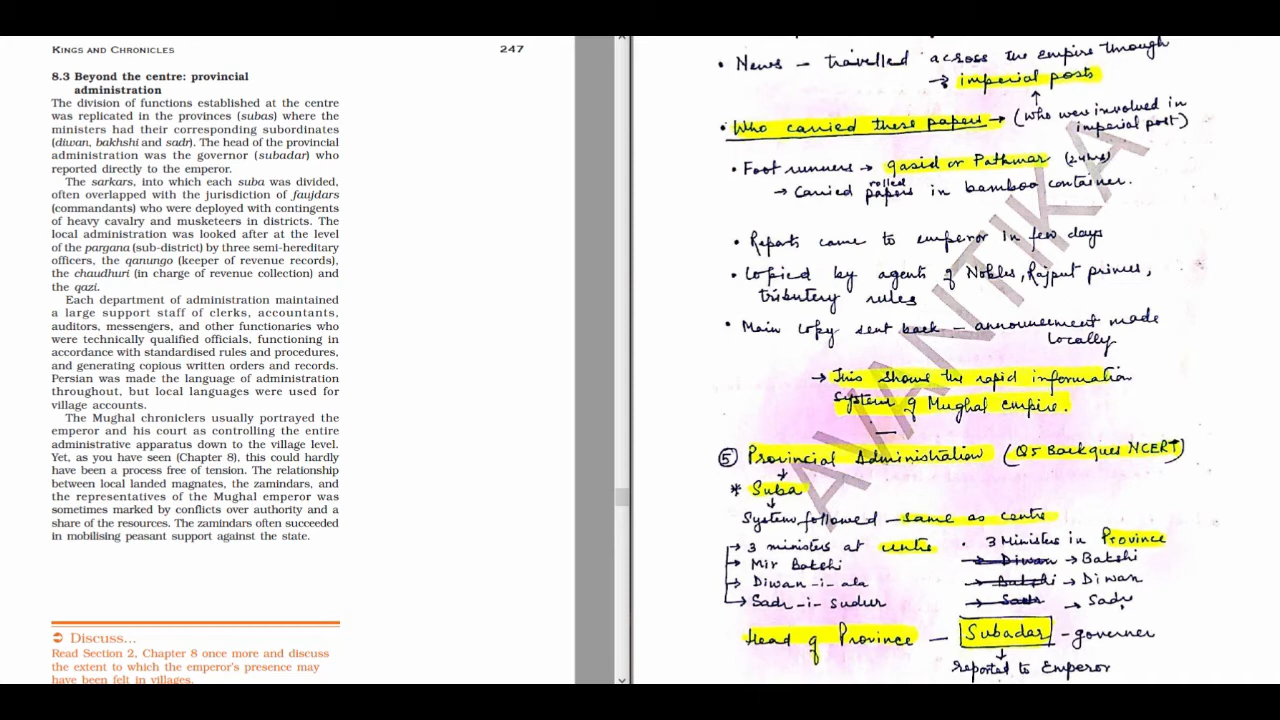 KINGS AND CHRONICLES
247
8.3 Beyond the centre: provincial
administration
The division of functions established at the centre
was replicated in the provinces (subas) where the
ministers had their corresponding subordinates
(diwan, bakhshi and sadr). The head of the provincial
administration was the governor (subadar) who
reported directly to the emperor.
The sarkars, into which each suba was divided,
often overlapped with the jurisdiction of faujdars
(commandants) who were deployed with contingents
of heavy cavalry and musketeers in districts. The
local administration was looked after at the level
of the pargana (sub-district) by three semi-hereditary
officers, the qanungo (keeper of revenue records),
the chaudhuri (in charge of revenue collection) and
the qazi.
Each department of administration maintained
a large support staff of clerks, accountants,
auditors, messengers, and other functionaries who
were technically qualified officials, functioning in
accordance with standardised rules and procedures,
and generating copious written orders and records.
Persian was made the language of administration
throughout, but local languages were used for
village accounts.
The Mughal chroniclers usually portrayed the
emperor and his court as controlling the entire
administrative apparatus down to the village level.
Yet, as you have seen (Chapter 8), this could hardly
have been a process free of tension. The relationship
between local landed magnates, the zamindars, and
the representatives of the Mughal emperor was
sometimes marked by conflicts over authority and a
share of the resources. The zamindars often succeeded
in mobilising peasant support against the state.
Discuss...
Read Section 2, Chapter 8 once more and discuss
the extent to which the emperor's presence may
have been felt in villages.
• News – travelled across the empire through
→ imperial posts
• Who carried these papers → (who were involved in
imperial post)
• Foot runners → qasid or Pathmar (24hrs)
→ Carried rolled papers in bamboo container.
• Reports came to emperor in few days
• Copied by agents of Nobles, Rajput princes,
tributery rules
• Main copy sent back – announcement made
locally
→ This shows the rapid information
system of Mughal empire.
⑤ Provincial Administration (Q5 Back ques NCERT)
* Suba
System followed – same as centre
→ 3 ministers at centre
→ Mir Bakshi
→ Diwan-i-ala
→ Sadr-i-sudur
• 3 Ministers in Province
Diwan → Bakshi
Bakshi → Diwan
Sadr → Sadr
Head of Province – Subadar – governer
reported to Emperor
AVANTIKA